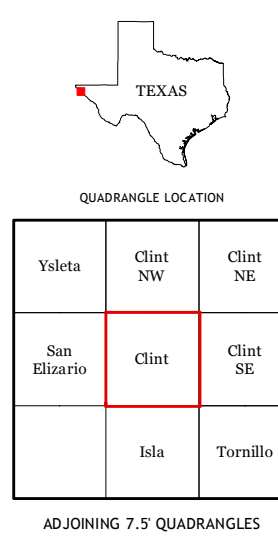 TEXAS
QUADRANGLE LOCATION
Ysleta
Clint
NW
Clint
NE
San
Elizario
Clint
Clint
SE
Isla
Tornillo
ADJOINING 7.5' QUADRANGLES